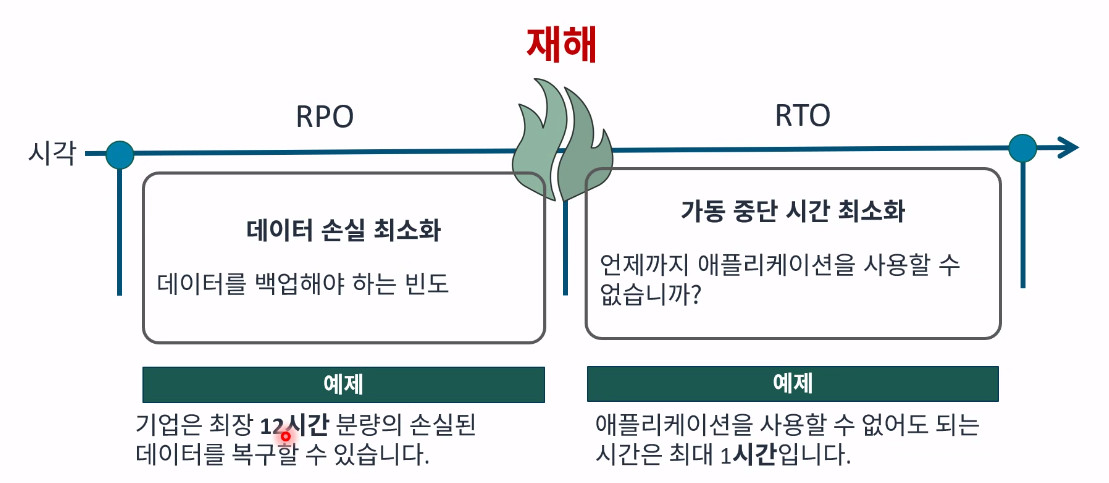 재해
RPO
RTO
시각
데이터 손실 최소화
데이터를 백업해야 하는 빈도
가동 중단 시간 최소화
언제까지 애플리케이션을 사용할 수
없습니까?
예제
기업은 최장 12시간 분량의 손실된
데이터를 복구할 수 있습니다.
예제
애플리케이션을 사용할 수 없어도 되는
시간은 최대 1시간입니다.